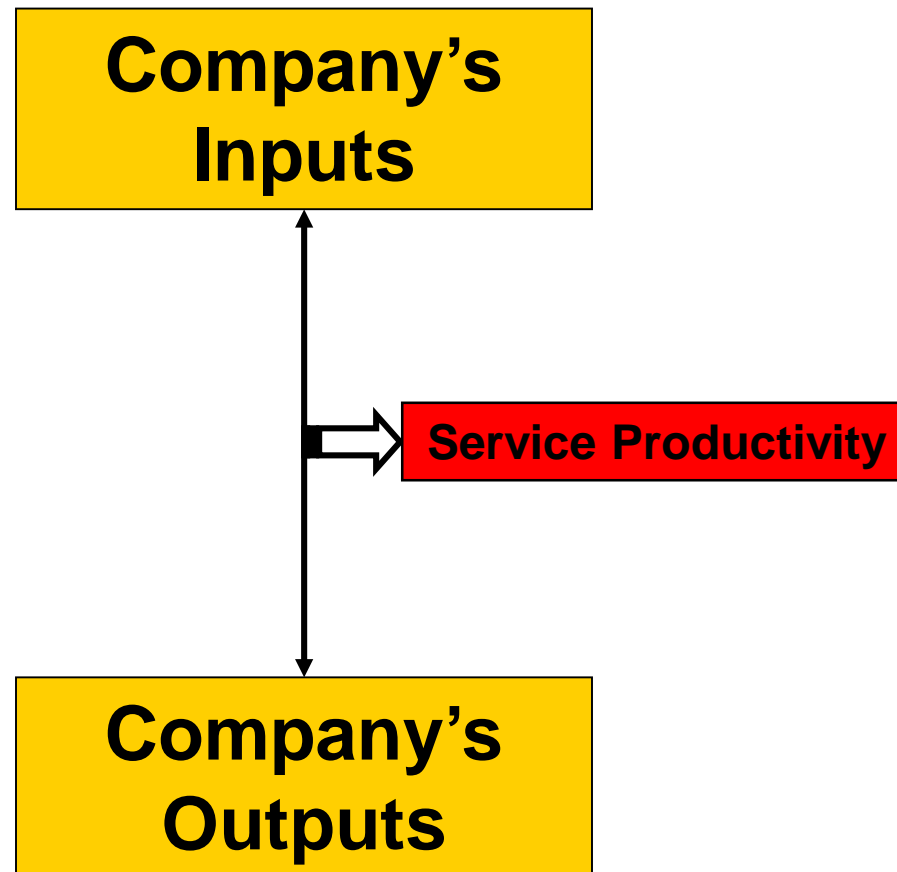 Company’s
Inputs
Service Productivity
Company’s
Outputs